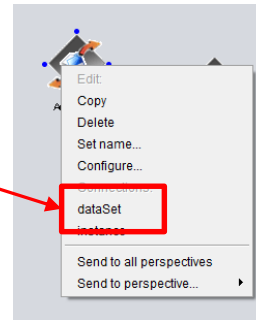 Edit:
Copy
Delete
Set name...
Configure...
Connections:
dataSet
instance
Send to all perspectives
Send to perspective...